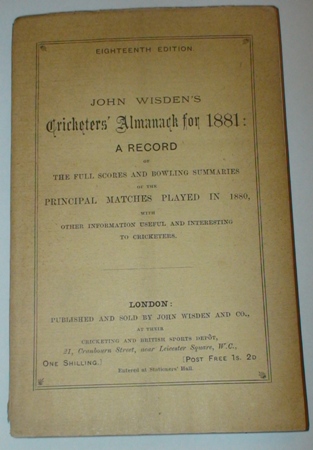 EIGHTEENTH EDITION
JOHN WISDEN'S
Cricketers' Almanack for 1881:
A RECORD
OF
THE FULL SCORES AND BOWLING SUMMARIES
OF THE
PRINCIPAL MATCHES PLAYED IN 1880,
WITH
OTHER INFORMATION USEFUL AND INTERESTING
TO CRICKETERS.
LONDON:
PUBLISHED AND SOLD BY JOHN WISDEN AND CO.,
AT THEIR
CRICKETING AND BRITISH SPORTS DEPÔT,
21, Cranbourn Street, near Leicester Square, W.C.,
ONE SHILLING.] [POST FREE 1s. 2D
Entered at Stationers' Hall.